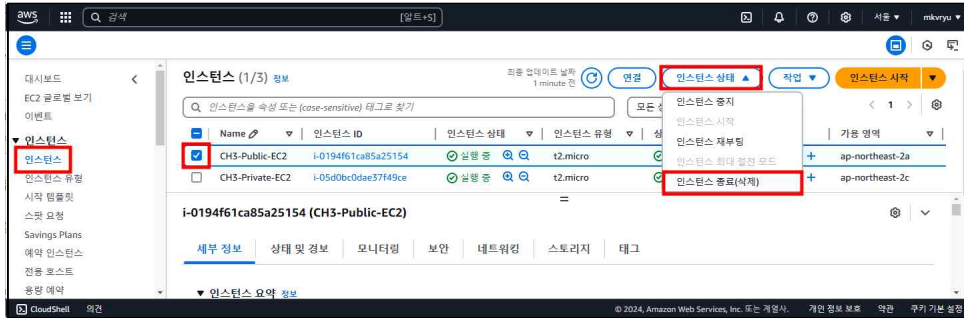 aws 검색 [알트+S] 서울 ▼ mkvryu ▼
대시보드
EC2 글로벌 보기
이벤트
▼ 인스턴스
인스턴스
인스턴스 유형
시작 템플릿
스팟 요청
Savings Plans
예약 인스턴스
전용 호스트
용량 예약
인스턴스 (1/3) 정보
최종 업데이트 날짜
1 minute 전
연결 인스턴스 상태 ▲ 작업 ▼ 인스턴스 시작 ▼
인스턴스을 속성 또는 (case-sensitive) 태그로 찾기
모든
< 1 >
인스턴스 중지
인스턴스 시작
인스턴스 재부팅
인스턴스 최대 절전 모드
인스턴스 종료(삭제)
Name 인스턴스 ID 인스턴스 상태 인스턴스 유형 가용 영역
CH3-Public-EC2 i-0194f61ca85a25154 실행 중 t2.micro + ap-northeast-2a
CH3-Private-EC2 i-05d0bc0dae37f49ce 실행 중 t2.micro + ap-northeast-2c
i-0194f61ca85a25154 (CH3-Public-EC2)
세부 정보 상태 및 경보 모니터링 보안 네트워킹 스토리지 태그
▼ 인스턴스 요약 정보
CloudShell 의견 © 2024, Amazon Web Services, Inc. 또는 계열사. 개인 정보 보호 약관 쿠키 기본 설정